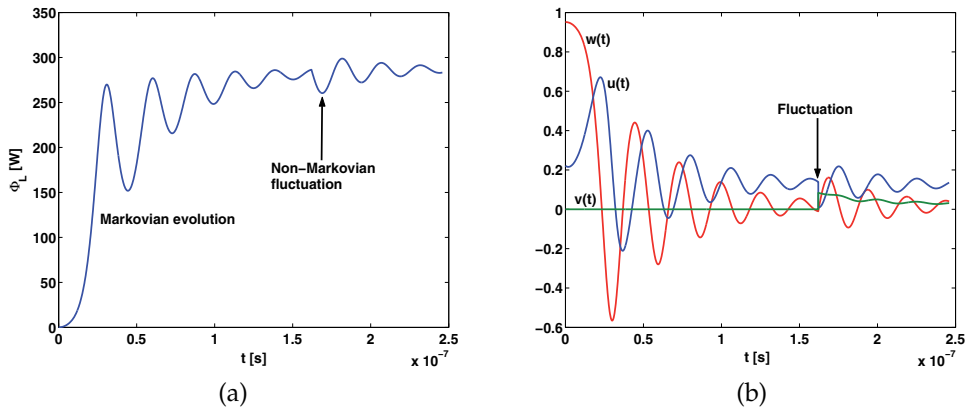 350
300
250
200
150
100
50
0
Φ_L [W]
Markovian evolution
Non−Markovian
fluctuation
0
0.5
1
1.5
2
2.5
t [s]
x 10⁻⁷
(a)
1
0.8
0.6
0.4
0.2
0
−0.2
−0.4
−0.6
w(t)
u(t)
v(t)
Fluctuation
0
0.5
1
1.5
2
2.5
t [s]
x 10⁻⁷
(b)